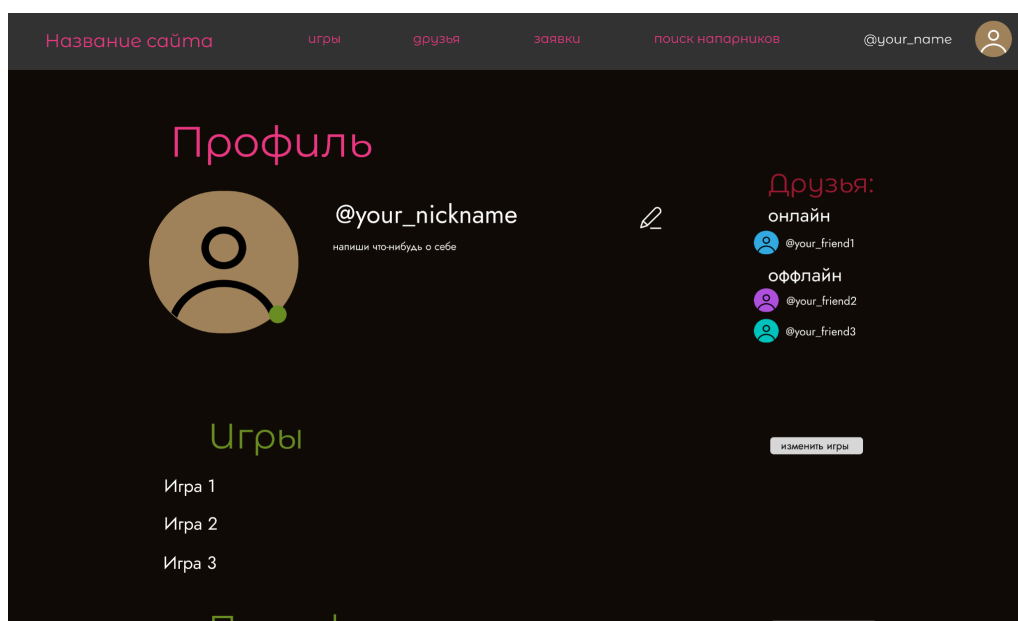 Название сайта игры друзья заявки поиск напарников @your_name
Профиль
@your_nickname
напиши что-нибудь о себе
Друзья:
онлайн
@your_friend1
оффлайн
@your_friend2
@your_friend3
Игры
изменить игры
Игра 1
Игра 2
Игра 3